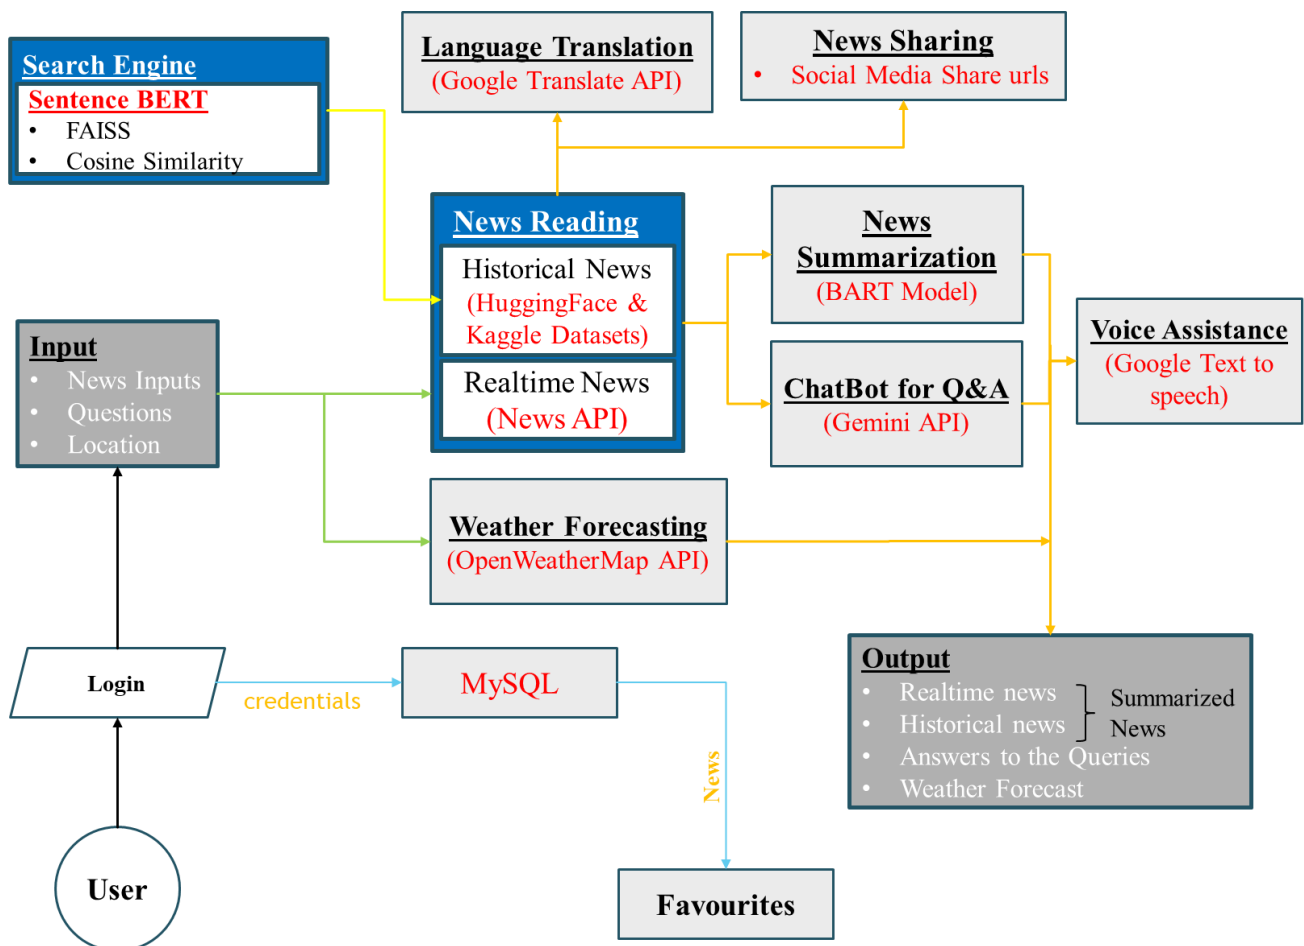 Search Engine
Sentence BERT
• FAISS
• Cosine Similarity
Language Translation
(Google Translate API)
News Sharing
• Social Media Share urls
News Reading
Historical News
(HuggingFace &
Kaggle Datasets)
Realtime News
(News API)
News
Summarization
(BART Model)
ChatBot for Q&A
(Gemini API)
Voice Assistance
(Google Text to
speech)
Input
• News Inputs
• Questions
• Location
Weather Forecasting
(OpenWeatherMap API)
Login
credentials
MySQL
News
Favourites
User
Output
• Realtime news
• Historical news
Summarized
News
• Answers to the Queries
• Weather Forecast